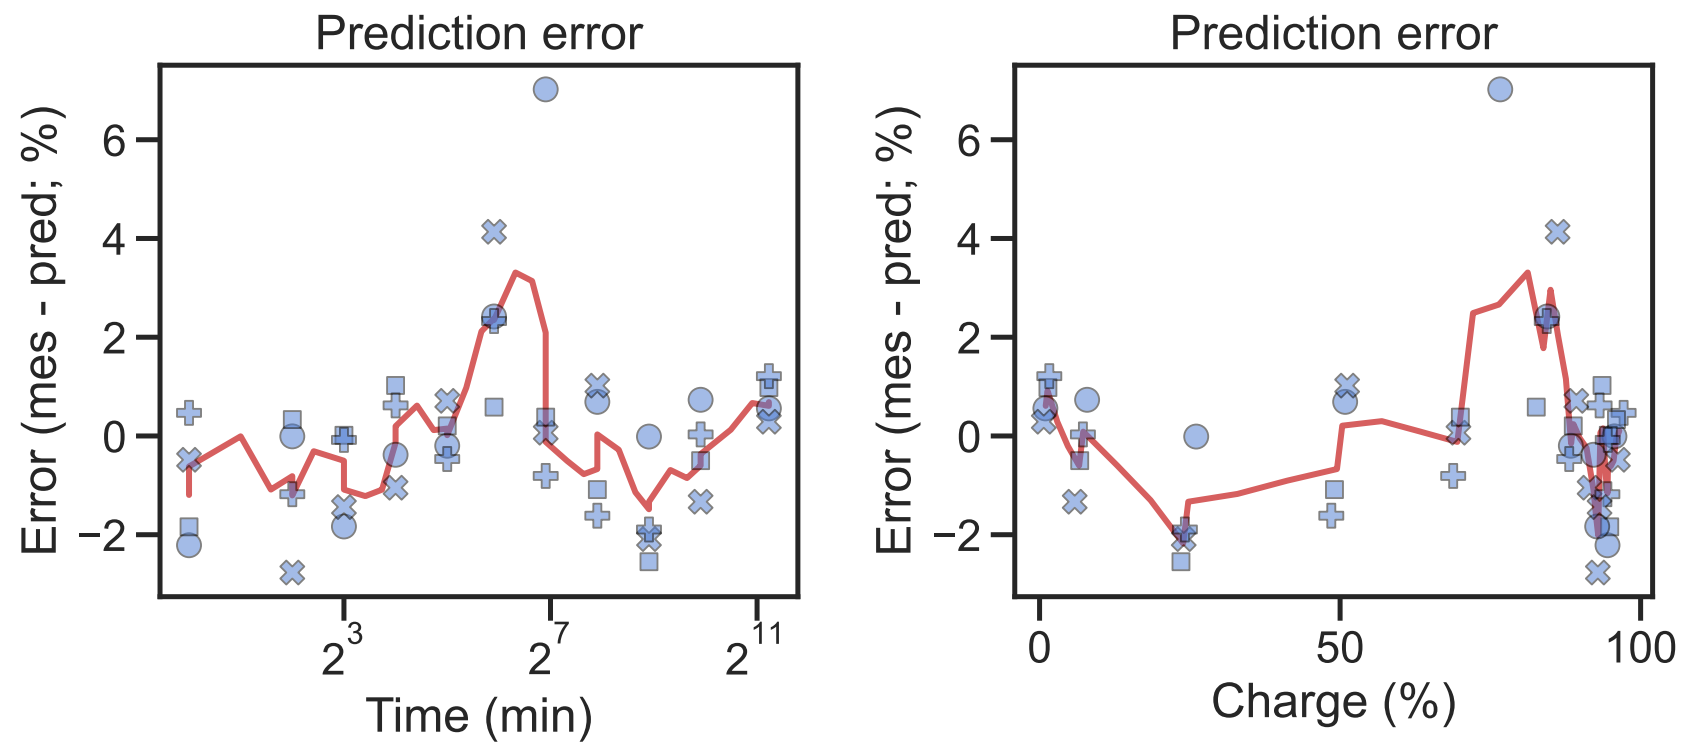 Prediction error
Error (mes - pred; %)
6
4
2
0
−2
2^3
2^7
2^11
Time (min)
Prediction error
Error (mes - pred; %)
6
4
2
0
−2
0
50
100
Charge (%)